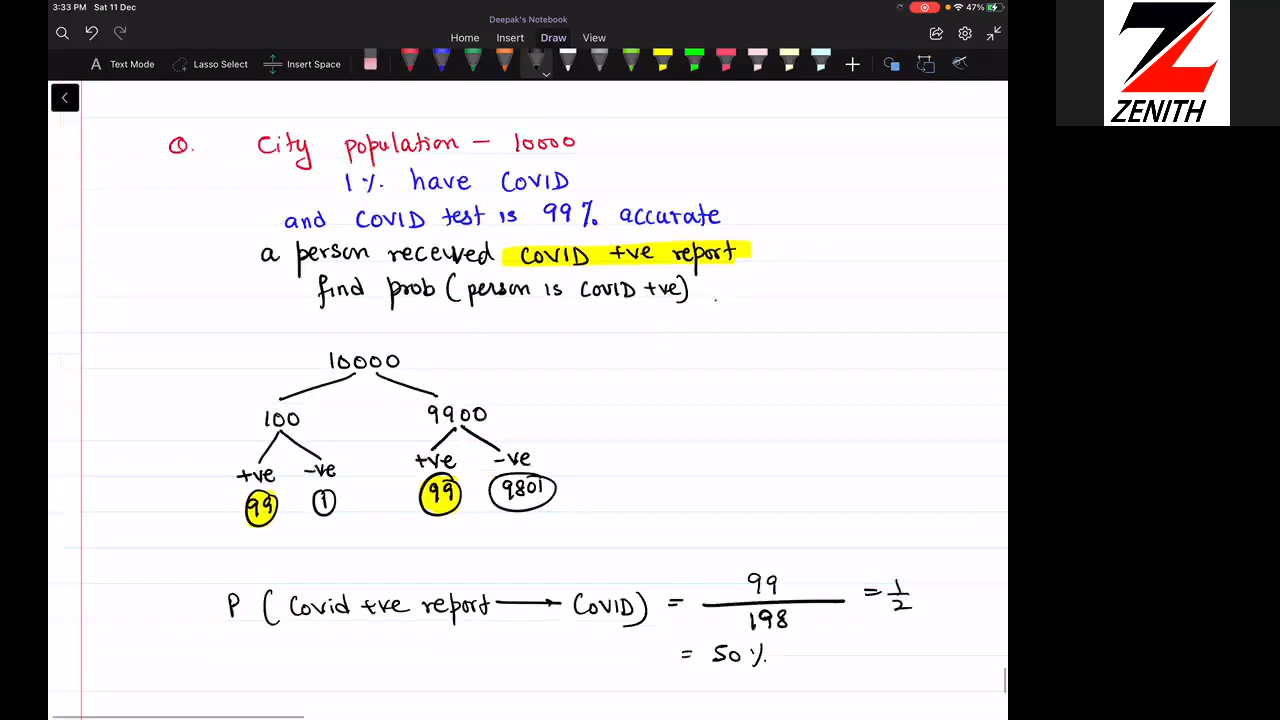 3:33 PM Sat 11 Dec
47%
Deepak's Notebook
Home Insert Draw View
Text Mode Lasso Select Insert Space
ZENITH
Q. City population - 10000
1% have COVID
and COVID test is 99% accurate
a person received COVID +ve report
find prob (person is COVID +ve)
10000
100 9900
+ve -ve +ve -ve
99 1 99 9801
P (Covid +ve report → COVID) = 99/198 = 1/2
= 50%